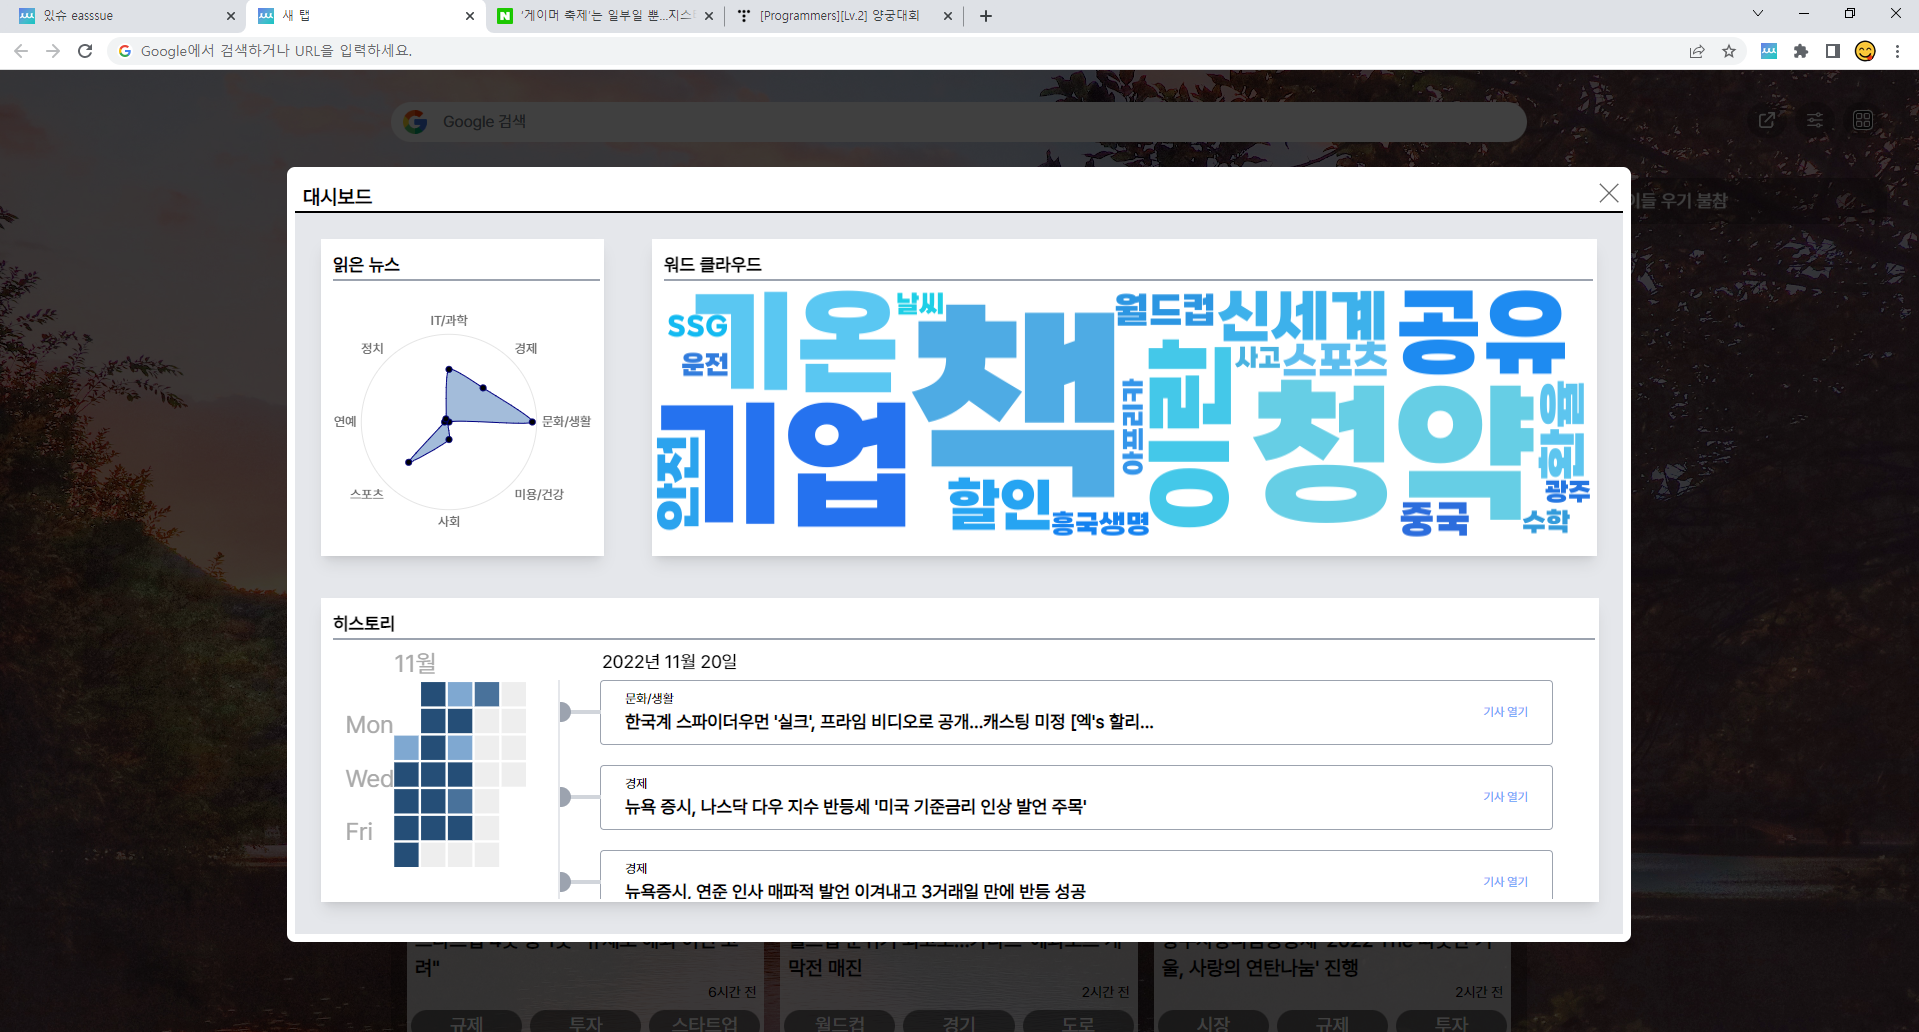 있슈 easssue
새 탭
'게이머 축제'는 일부일 뿐...지스
[Programmers][Lv.2] 양궁대회
Google에서 검색하거나 URL을 입력하세요.
Google 검색
이들 우기 불참
대시보드
읽은 뉴스
IT/과학
정치
경제
연예
문화/생활
스포츠
미용/건강
사회
워드 클라우드
SSG
기온
날씨
책
월드컵
신세계
공유
운전
사고
스포츠
기업
안전
필리핀
청약
할인
흥국생명
중국
광주
수학
히스토리
11월
Mon
Wed
Fri
2022년 11월 20일
문화/생활
한국계 스파이더우먼 '실크', 프라임 비디오로 공개...캐스팅 미정 [엑's 할리...
기사 열기
경제
뉴욕 증시, 나스닥 다우 지수 반등세 '미국 기준금리 인상 발언 주목'
기사 열기
경제
뉴욕증시, 연준 인사 매파적 발언 이겨내고 3거래일 만에 반등 성공
기사 열기
려"
6시간 전
막전 매진
2시간 전
울, 사랑의 연탄나눔' 진행
2시간 전
규제
투자
스타트업
월드컵
경기
도로
시장
규제
투자